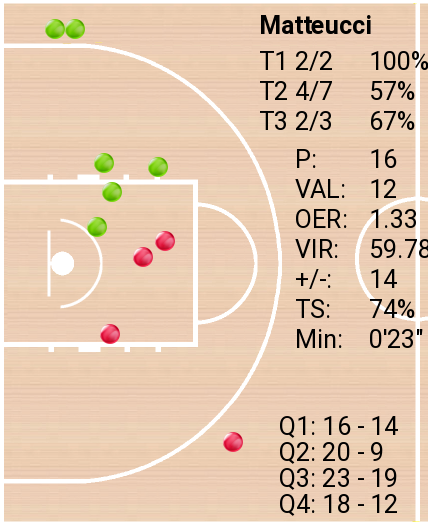 Matteucci
T1 2/2 100%
T2 4/7 57%
T3 2/3 67%
P: 16
VAL: 12
OER: 1.33
VIR: 59.78
+/-: 14
TS: 74%
Min: 0'23"
Q1: 16 - 14
Q2: 20 - 9
Q3: 23 - 19
Q4: 18 - 12